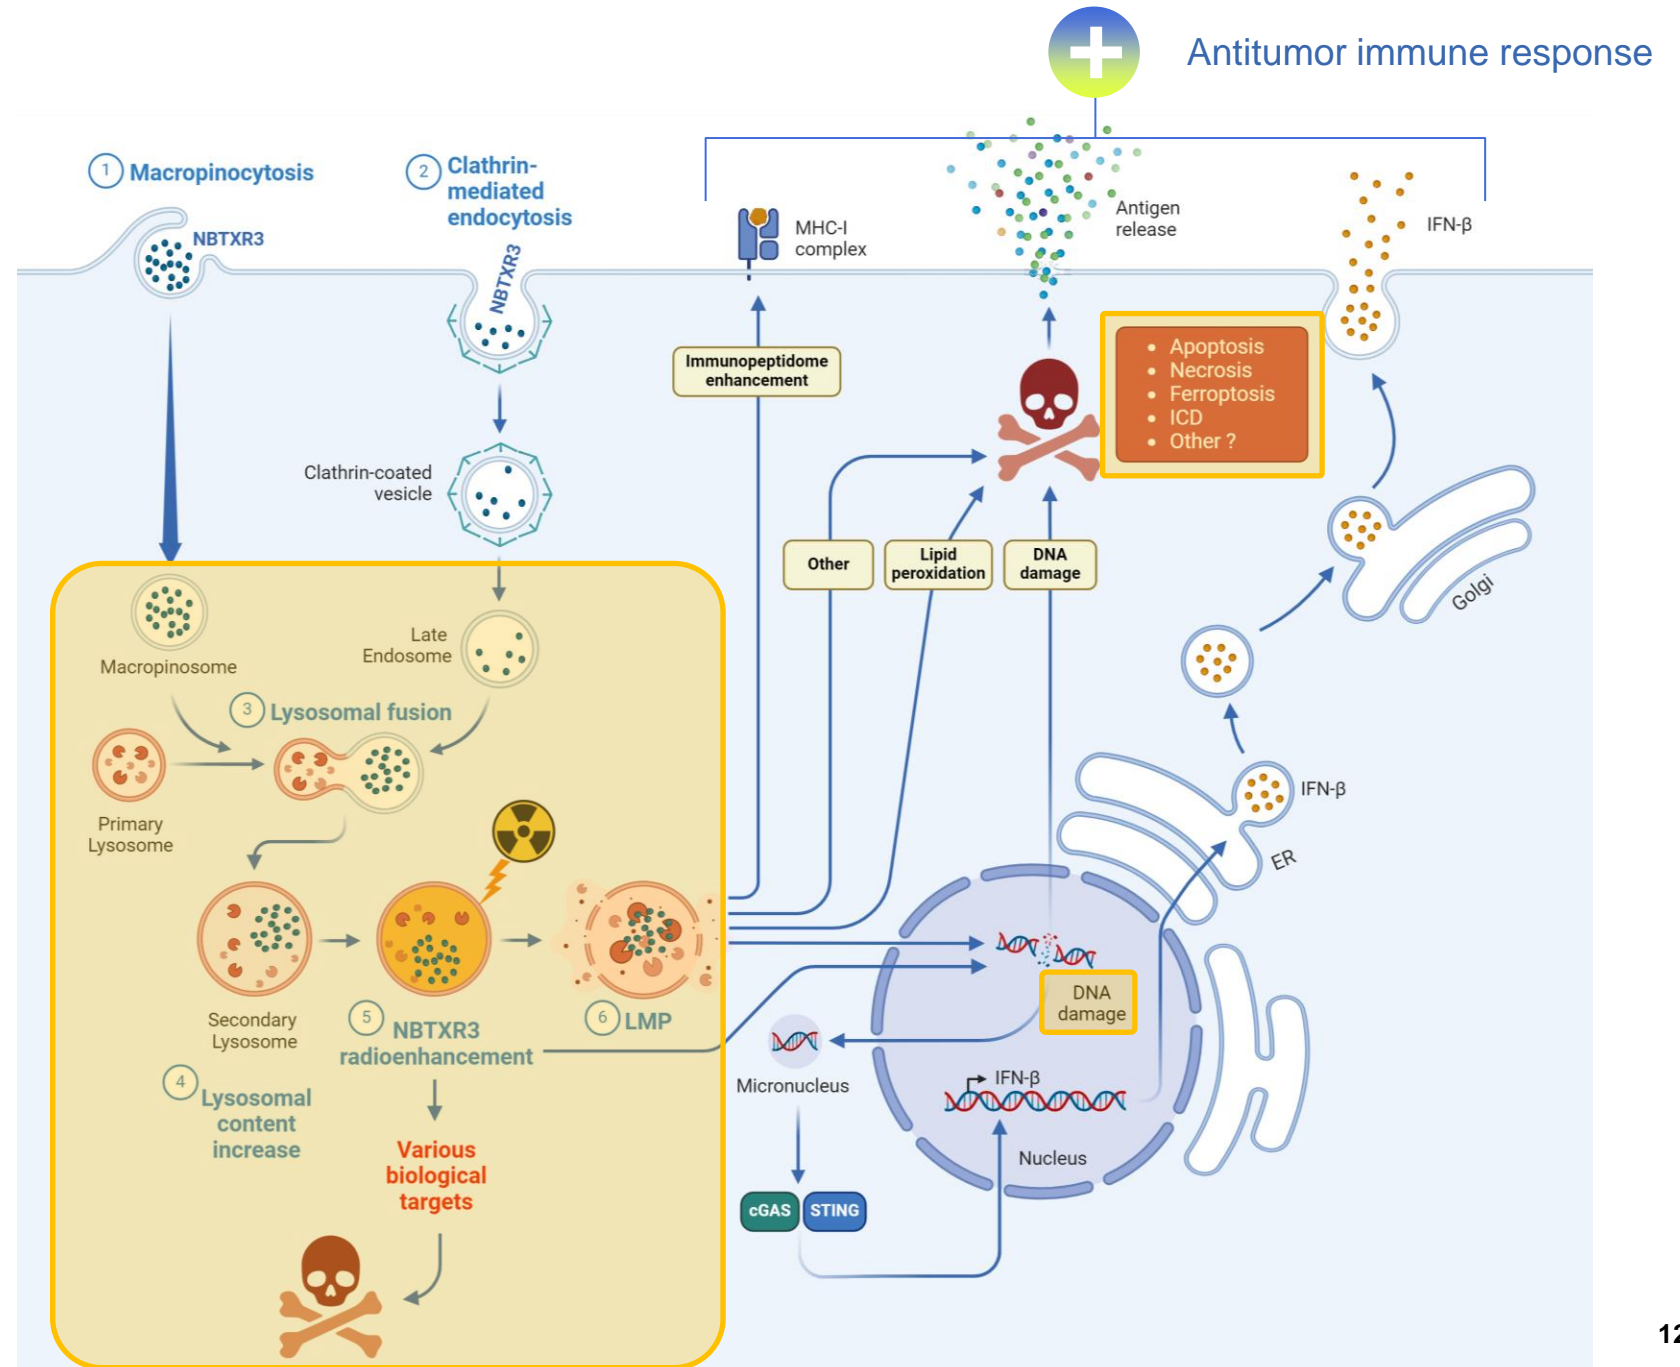 Antitumor immune response
1 Macropinocytosis
NBTXR3
2 Clathrin-
mediated
endocytosis
NBTXR3
MHC-I
complex
Antigen
release
IFN-β
Immunopeptidome
enhancement
• Apoptosis
• Necrosis
• Ferroptosis
• ICD
• Other ?
Clathrin-coated
vesicle
Other
Lipid
peroxidation
DNA
damage
Golgi
Macropinosome
Late
Endosome
3 Lysosomal fusion
Primary
Lysosome
IFN-β
ER
Secondary
Lysosome
4 Lysosomal
content
increase
5 NBTXR3
radioenhancement
6 LMP
DNA
damage
Micronucleus
IFN-β
Nucleus
Various
biological
targets
cGAS
STING
12